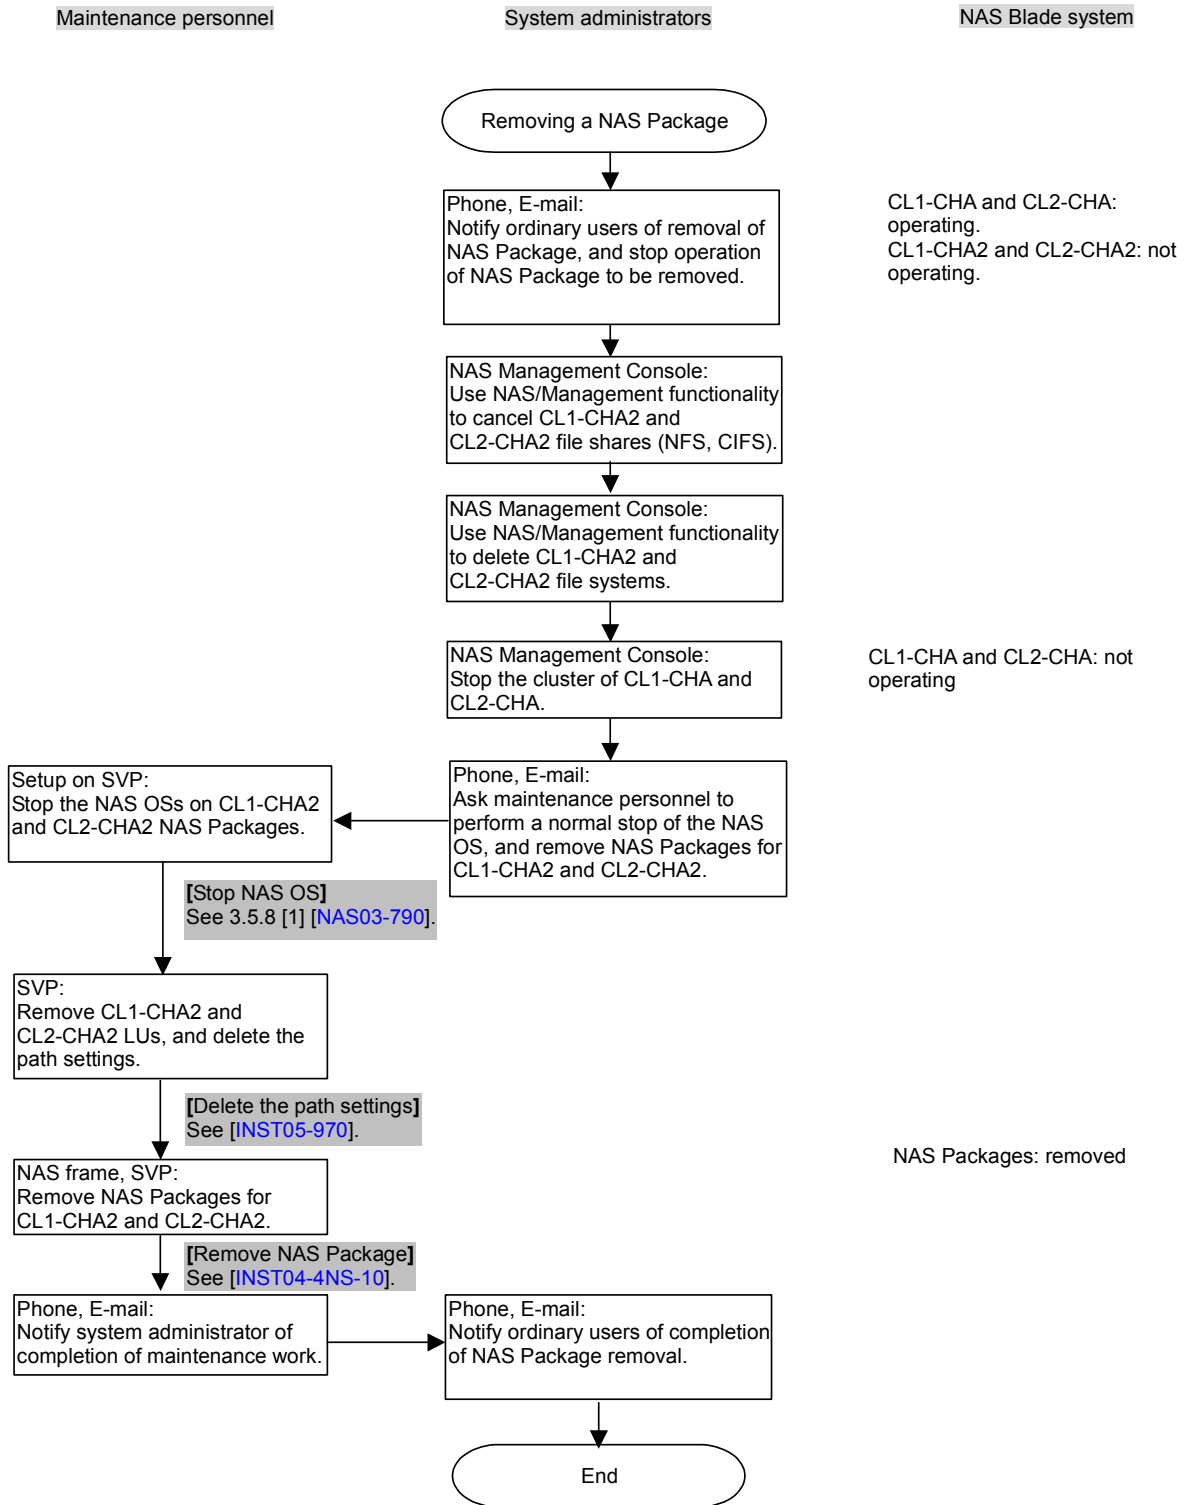 Maintenance personnel
System administrators
NAS Blade system
Removing a NAS Package
Phone, E-mail:
Notify ordinary users of removal of
NAS Package, and stop operation
of NAS Package to be removed.
CL1-CHA and CL2-CHA:
operating.
CL1-CHA2 and CL2-CHA2: not
operating.
NAS Management Console:
Use NAS/Management functionality
to cancel CL1-CHA2 and
CL2-CHA2 file shares (NFS, CIFS).
NAS Management Console:
Use NAS/Management functionality
to delete CL1-CHA2 and
CL2-CHA2 file systems.
NAS Management Console:
Stop the cluster of CL1-CHA and
CL2-CHA.
CL1-CHA and CL2-CHA: not
operating
Phone, E-mail:
Ask maintenance personnel to
perform a normal stop of the NAS
OS, and remove NAS Packages for
CL1-CHA2 and CL2-CHA2.
Setup on SVP:
Stop the NAS OSs on CL1-CHA2
and CL2-CHA2 NAS Packages.
[Stop NAS OS]
See 3.5.8 [1] [NAS03-790].
SVP:
Remove CL1-CHA2 and
CL2-CHA2 LUs, and delete the
path settings.
[Delete the path settings]
See [INST05-970].
NAS frame, SVP:
Remove NAS Packages for
CL1-CHA2 and CL2-CHA2.
NAS Packages: removed
[Remove NAS Package]
See [INST04-4NS-10].
Phone, E-mail:
Notify system administrator of
completion of maintenance work.
Phone, E-mail:
Notify ordinary users of completion
of NAS Package removal.
End